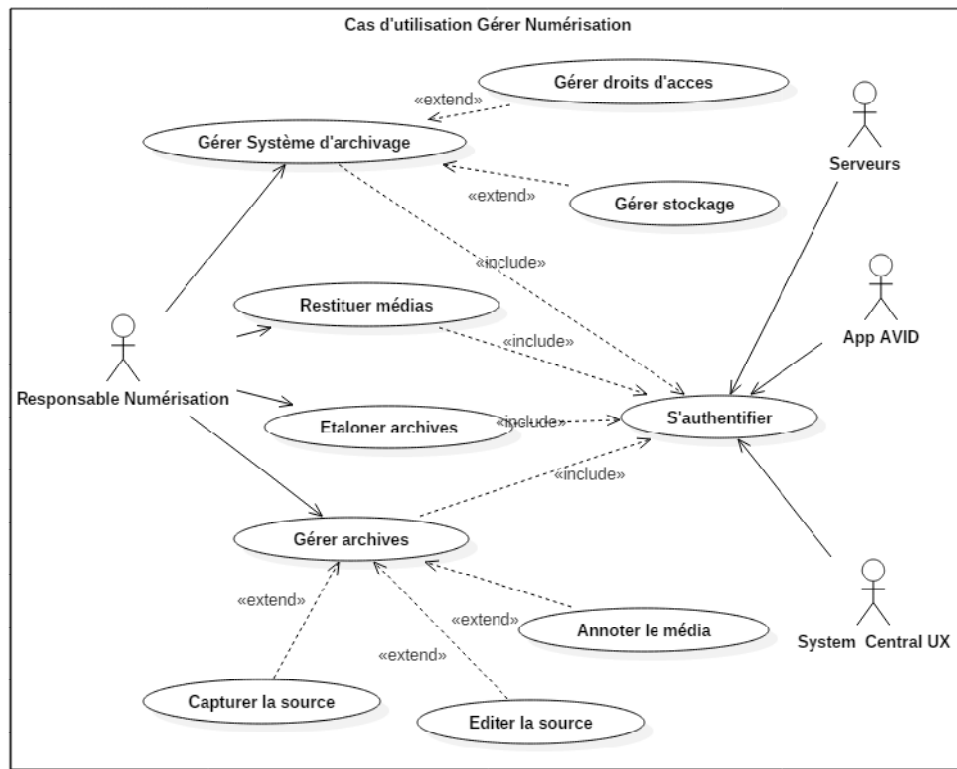 Cas d'utilisation Gérer Numérisation
Gérer droits d'acces
«extend»
Gérer Système d'archivage
Serveurs
«extend»
Gérer stockage
«include»
Restituer médias
«include»
App AVID
Responsable Numérisation
Etaloner archives
«include»
S'authentifier
«include»
Gérer archives
«extend»
«extend»
Annoter le média
System Central UX
«extend»
Capturer la source
Editer la source